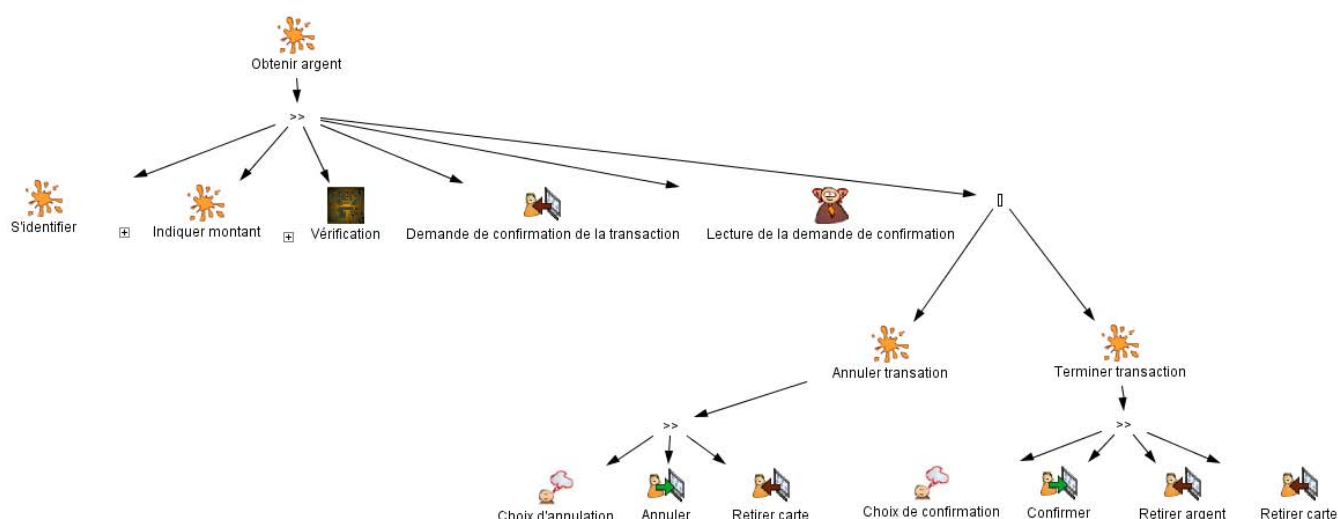 Obtenir argent
>>
S'identifier
Indiquer montant
Vérification
Demande de confirmation de la transaction
Lecture de la demande de confirmation
[]
Annuler transation
Terminer transaction
>>
>>
Choix d'annulation
Annuler
Retirer carte
Choix de confirmation
Confirmer
Retirer argent
Retirer carte